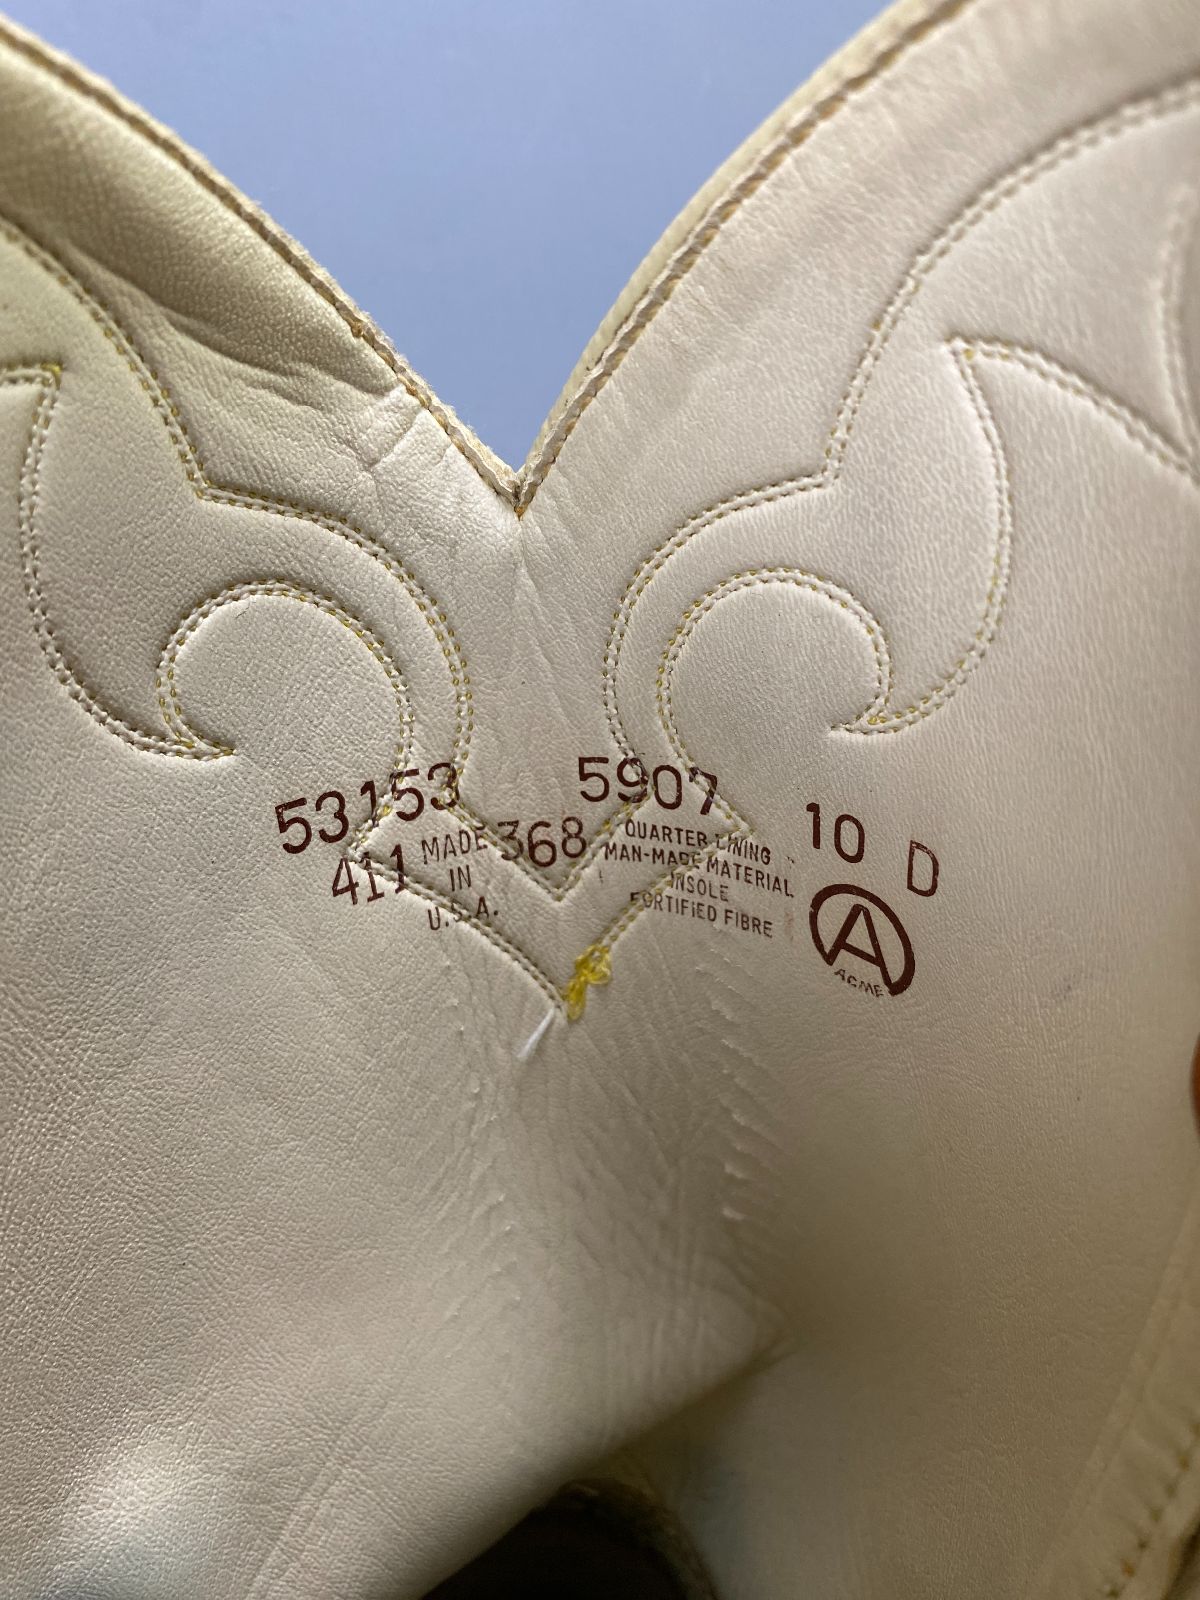 53153 5907 10 D
411 MADE IN U.S.A. 368
QUARTER LINING
MAN-MADE MATERIAL
INSOLE
FORTIFIED FIBRE
A
ACME